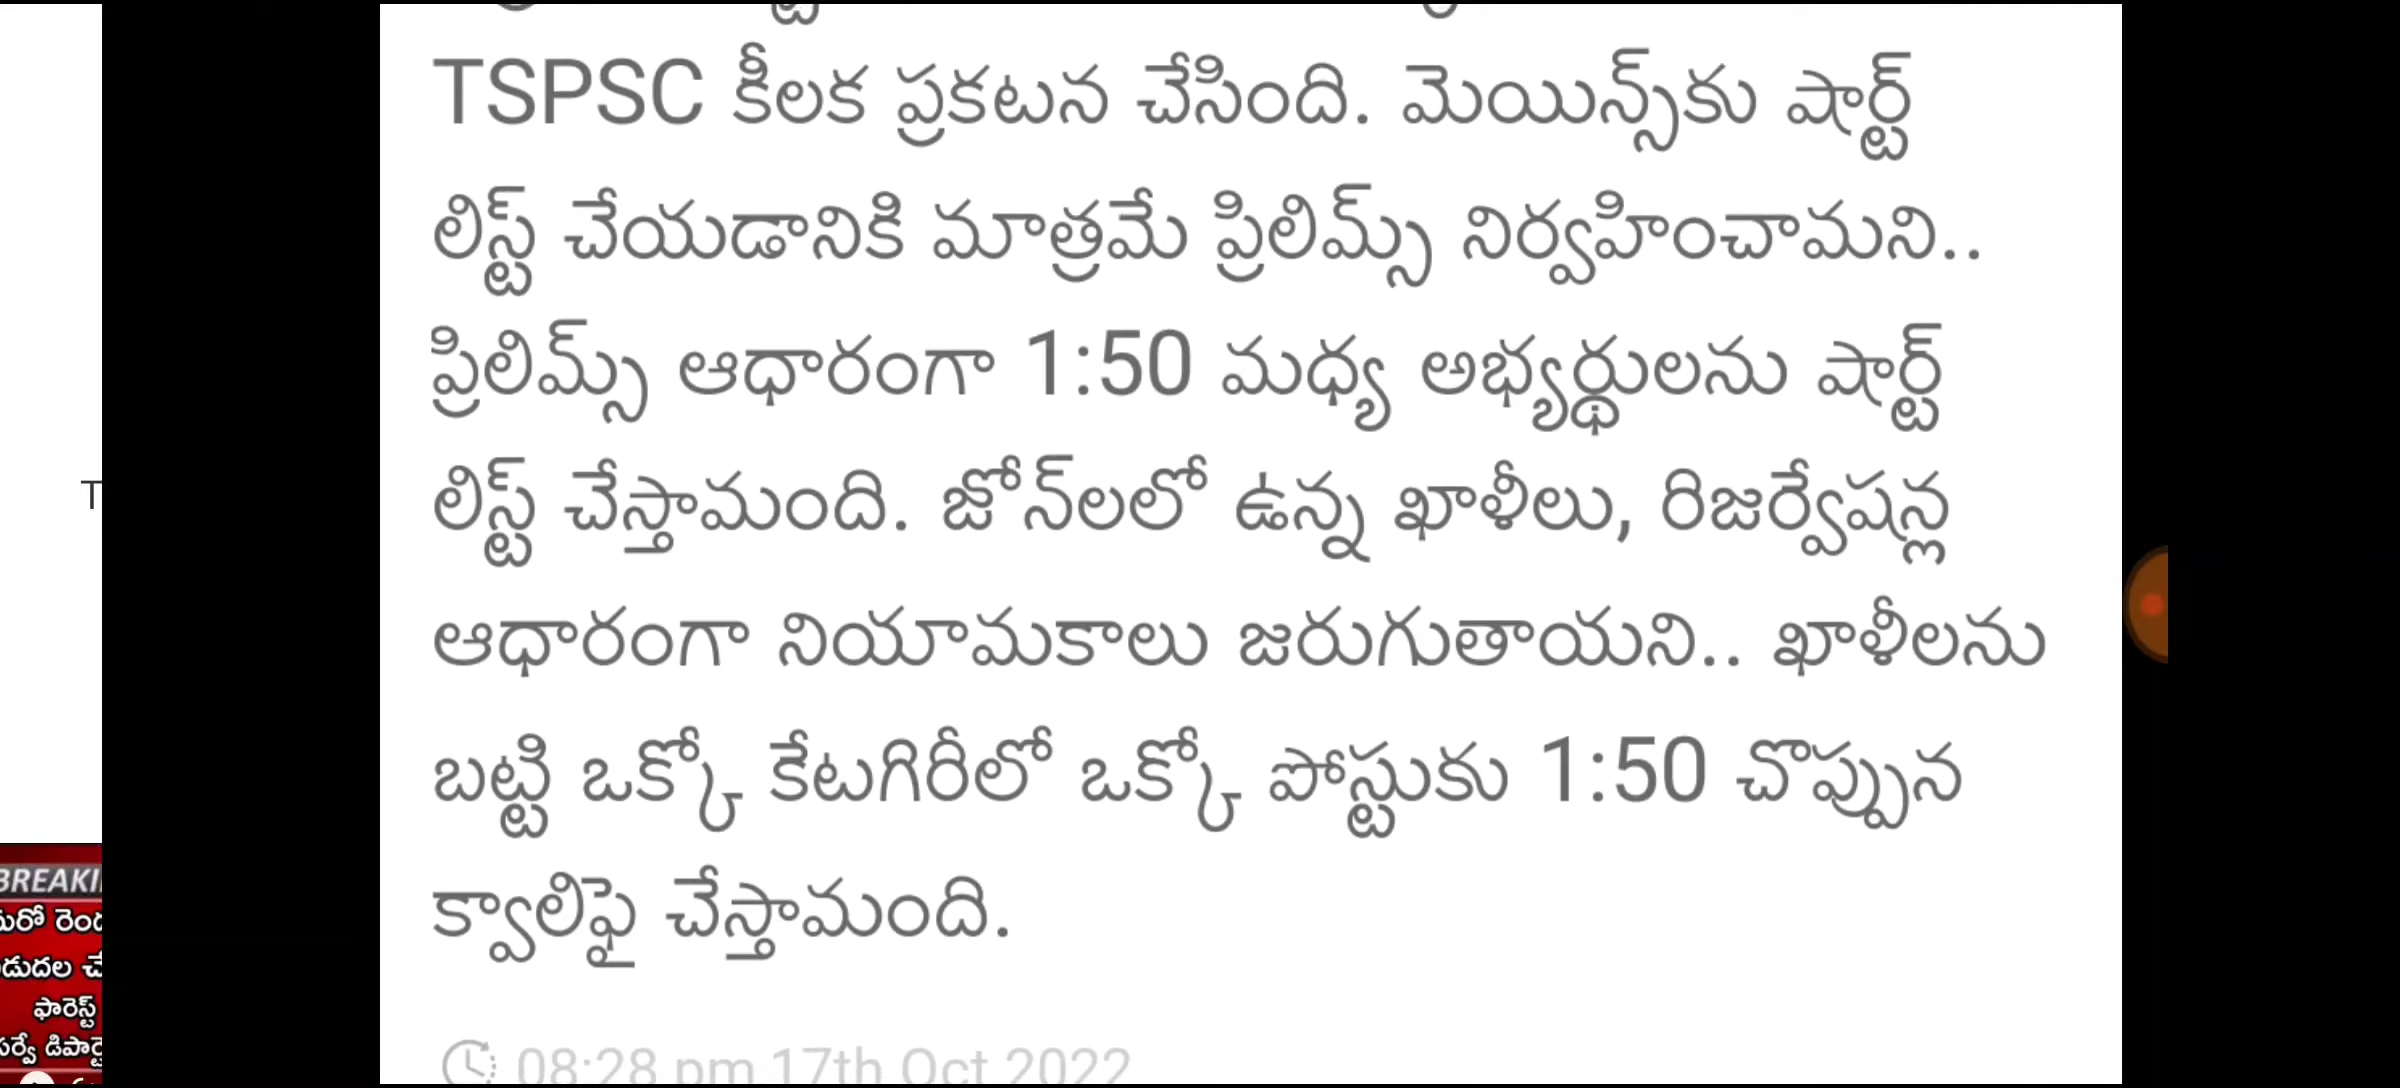 TSPSC కీలక ప్రకటన చేసింది. మెయిన్స్‌కు షార్ట్
లిస్ట్ చేయడానికి మాత్రమే ప్రిలిమ్స్ నిర్వహించామని..
ప్రిలిమ్స్ ఆధారంగా 1:50 మధ్య అభ్యర్థులను షార్ట్
లిస్ట్ చేస్తామంది. జోన్‌లలో ఉన్న ఖాళీలు, రిజర్వేషన్ల
ఆధారంగా నియామకాలు జరుగుతాయని.. ఖాళీలను
బట్టి ఒక్కో కేటగిరీలో ఒక్కో పోస్టుకు 1:50 చొప్పున
క్వాలిఫై చేస్తామంది.
08:28 pm 17th Oct 2022
T
BREAKI
ఫారెస్ట్